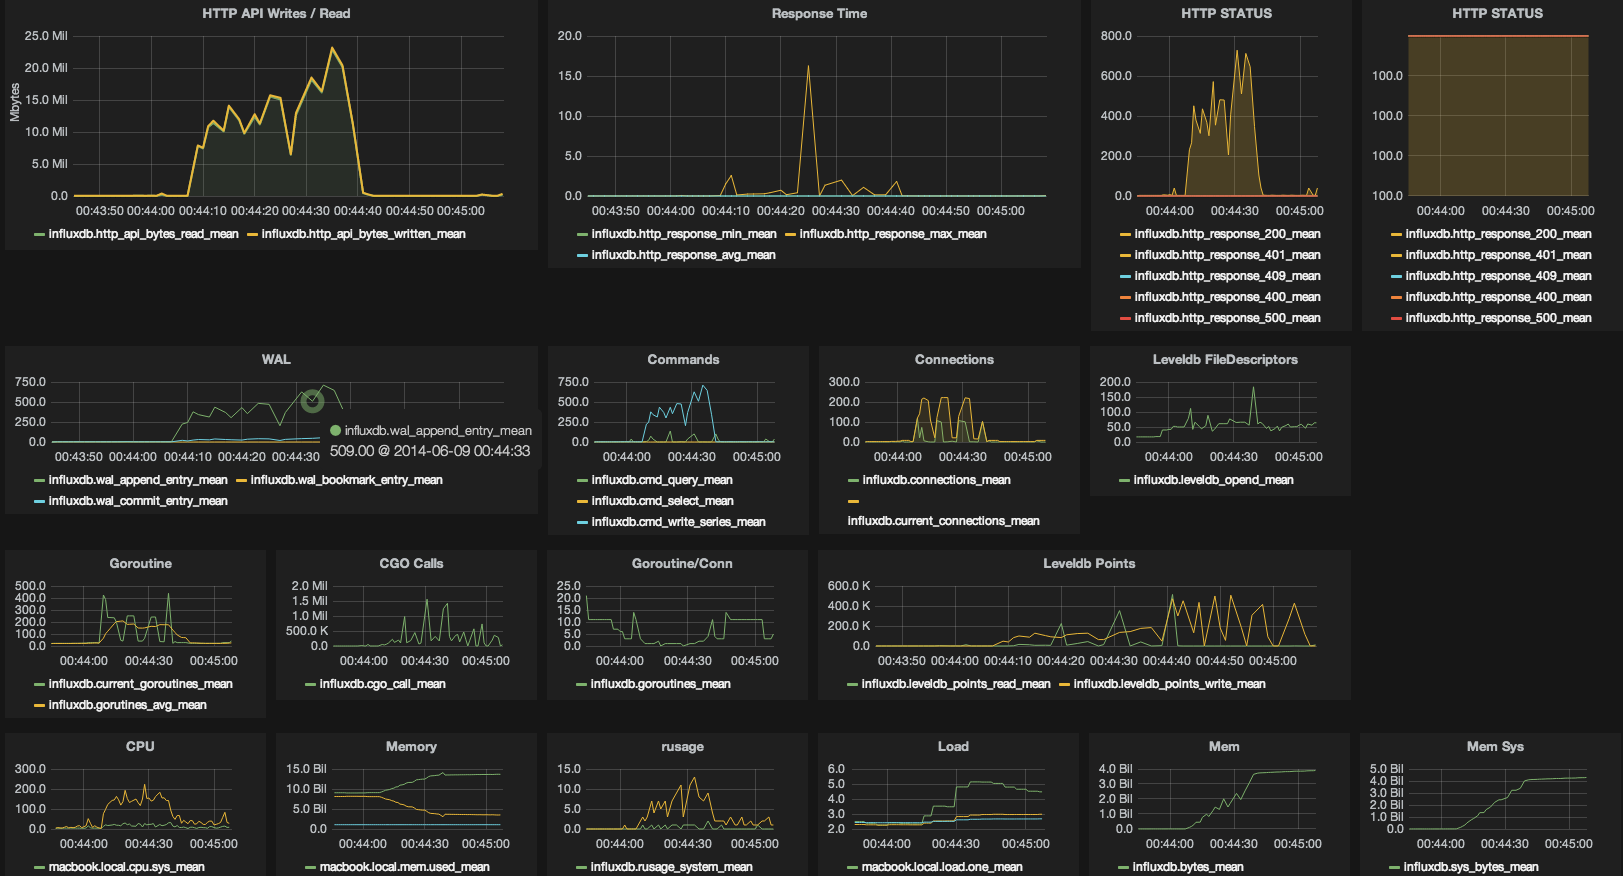 HTTP API Writes / Read
Mbytes
25.0 Mil
20.0 Mil
15.0 Mil
10.0 Mil
5.0 Mil
0.0
00:43:50 00:44:00 00:44:10 00:44:20 00:44:30 00:44:40 00:44:50 00:45:00
influxdb.http_api_bytes_read_mean influxdb.http_api_bytes_written_mean
Response Time
20.0
15.0
10.0
5.0
0.0
00:43:50 00:44:00 00:44:10 00:44:20 00:44:30 00:44:40 00:44:50 00:45:00
influxdb.http_response_min_mean influxdb.http_response_max_mean
influxdb.http_response_avg_mean
HTTP STATUS
800.0
600.0
400.0
200.0
0.0
00:44:00 00:44:30 00:45:00
influxdb.http_response_200_mean
influxdb.http_response_401_mean
influxdb.http_response_409_mean
influxdb.http_response_400_mean
influxdb.http_response_500_mean
HTTP STATUS
100.0
100.0
100.0
100.0
00:44:00 00:44:30 00:45:00
influxdb.http_response_200_mean
influxdb.http_response_401_mean
influxdb.http_response_409_mean
influxdb.http_response_400_mean
influxdb.http_response_500_mean
WAL
750.0
500.0
250.0
0.0
00:43:50 00:44:00 00:44:10 00:44:20 00:44:30
influxdb.wal_append_entry_mean
509.00 @ 2014-06-09 00:44:33
influxdb.wal_append_entry_mean influxdb.wal_bookmark_entry_mean
influxdb.wal_commit_entry_mean
Commands
750.0
500.0
250.0
0.0
00:44:00 00:44:30 00:45:00
influxdb.cmd_query_mean
influxdb.cmd_select_mean
influxdb.cmd_write_series_mean
Connections
300.0
200.0
100.0
0.0
00:44:00 00:44:30 00:45:00
influxdb.connections_mean
influxdb.current_connections_mean
Leveldb FileDescriptors
200.0
150.0
100.0
50.0
0.0
00:44:00 00:44:30 00:45:00
influxdb.leveldb_opend_mean
Goroutine
500.0
400.0
300.0
200.0
100.0
0.0
00:44:00 00:44:30 00:45:00
influxdb.current_goroutines_mean
influxdb.gorutines_avg_mean
CGO Calls
2.0 Mil
1.5 Mil
1.0 Mil
500.0 K
0.0
00:44:00 00:44:30 00:45:00
influxdb.cgo_call_mean
Goroutine/Conn
25.0
20.0
15.0
10.0
5.0
0.0
00:44:00 00:44:30 00:45:00
influxdb.goroutines_mean
Leveldb Points
600.0 K
400.0 K
200.0 K
0.0
00:43:50 00:44:00 00:44:10 00:44:20 00:44:30 00:44:40 00:44:50 00:45:00
influxdb.leveldb_points_read_mean influxdb.leveldb_points_write_mean
CPU
300.0
200.0
100.0
0.0
00:44:00 00:44:30 00:45:00
macbook.local.cpu.sys_mean
Memory
15.0 Bil
10.0 Bil
5.0 Bil
0.0
00:44:00 00:44:30 00:45:00
macbook.local.mem.used_mean
rusage
15.0
10.0
5.0
0.0
00:44:00 00:44:30 00:45:00
influxdb.rusage_system_mean
Load
6.0
5.0
4.0
3.0
2.0
00:44:00 00:44:30 00:45:00
macbook.local.load.one_mean
Mem
4.0 Bil
3.0 Bil
2.0 Bil
1.0 Bil
0.0
00:44:00 00:44:30 00:45:00
influxdb.bytes_mean
Mem Sys
5.0 Bil
4.0 Bil
3.0 Bil
2.0 Bil
1.0 Bil
0.0
00:44:00 00:44:30 00:45:00
influxdb.sys_bytes_mean